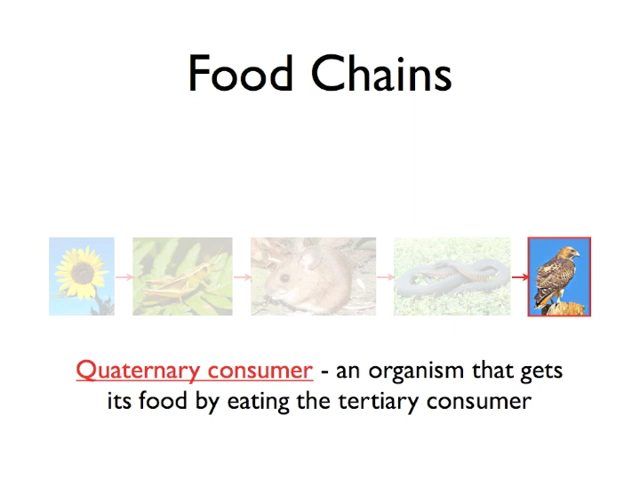 Food Chains
Quaternary consumer - an organism that gets
its food by eating the tertiary consumer